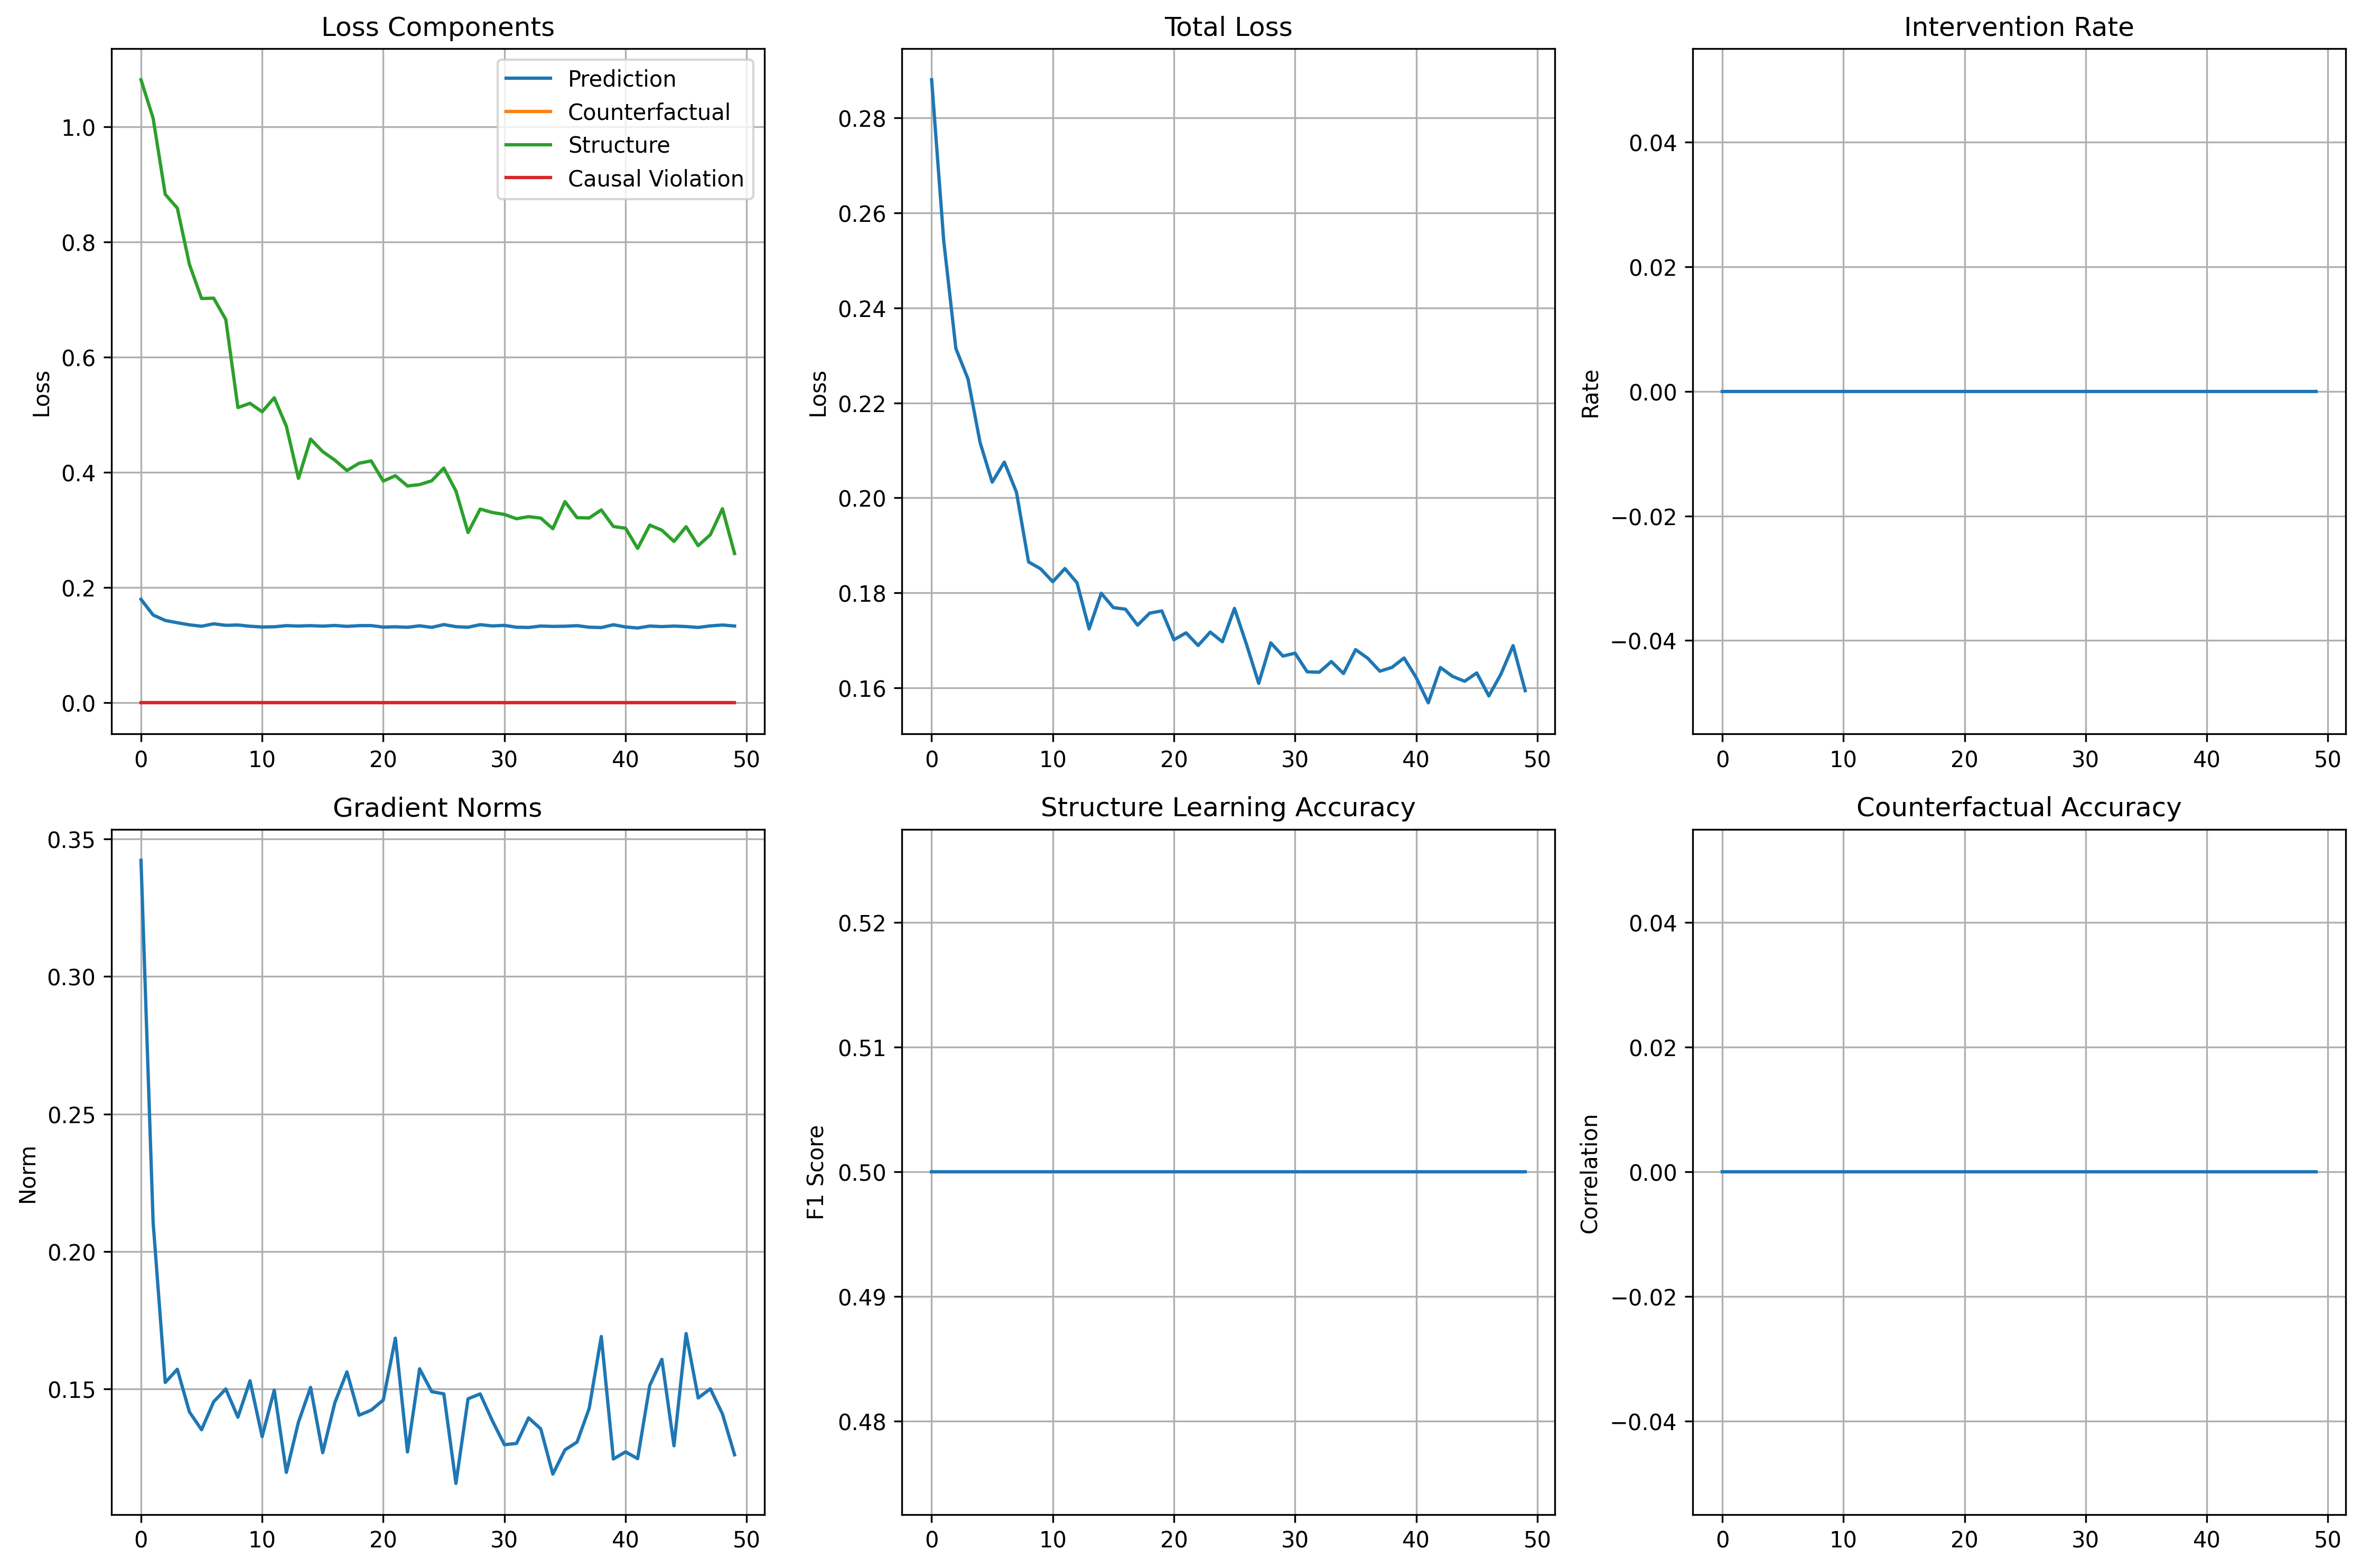 Loss Components
Loss
1.0
0.8
0.6
0.4
0.2
0.0
Prediction
Counterfactual
Structure
Causal Violation
0 10 20 30 40 50
Total Loss
Loss
0.28
0.26
0.24
0.22
0.20
0.18
0.16
0 10 20 30 40 50
Intervention Rate
Rate
0.04
0.02
0.00
−0.02
−0.04
0 10 20 30 40 50
Gradient Norms
Norm
0.35
0.30
0.25
0.20
0.15
0 10 20 30 40 50
Structure Learning Accuracy
F1 Score
0.52
0.51
0.50
0.49
0.48
0 10 20 30 40 50
Counterfactual Accuracy
Correlation
0.04
0.02
0.00
−0.02
−0.04
0 10 20 30 40 50